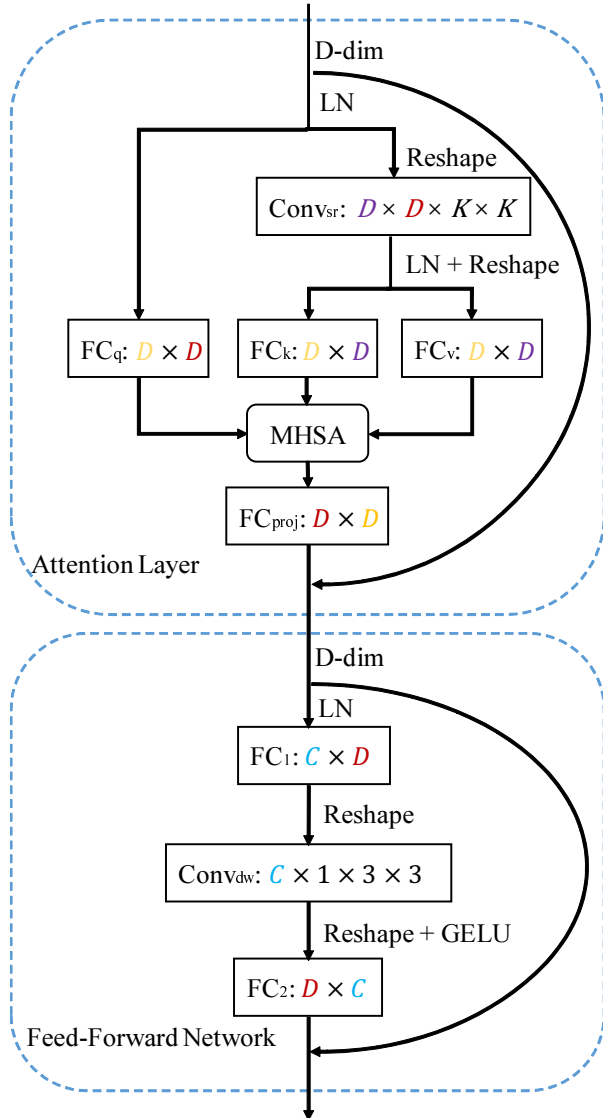 D-dim
LN
Reshape
Convsr: D × D × K × K
LN + Reshape
FCq: D × D
FCk: D × D
FCv: D × D
MHSA
FCproj: D × D
Attention Layer
D-dim
LN
FC1: C × D
Reshape
Convdw: C × 1 × 3 × 3
Reshape + GELU
FC2: D × C
Feed-Forward Network